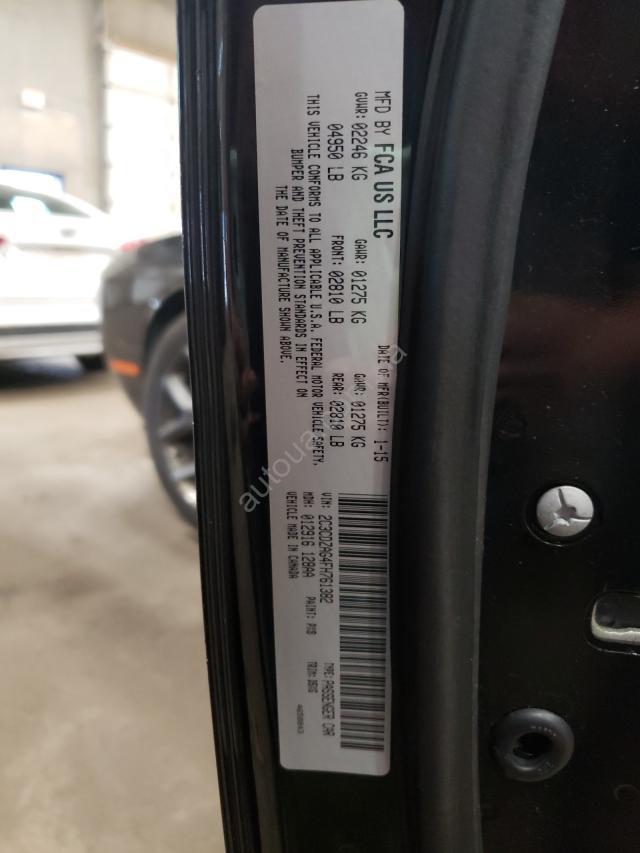 MFD BY FCA US LLC
DATE OF MFR(BUILT): 1-15
GVWR: 02246 KG
GAWR: 01275 KG
GAWR: 01275 KG
04950 LB
FRONT: 02810 LB
REAR: 02810 LB
THIS VEHICLE CONFORMS TO ALL APPLICABLE U.S.A. FEDERAL MOTOR VEHICLE SAFETY,
BUMPER AND THEFT PREVENTION STANDARDS IN EFFECT ON
THE DATE OF MANUFACTURE SHOWN ABOVE.
VIN: 2C3CDZAG4FH761382
TYPE: PASSENGER CAR
MDH: 012916 128AA
PAINT:
TRIM:
VEHICLE MADE IN CANADA